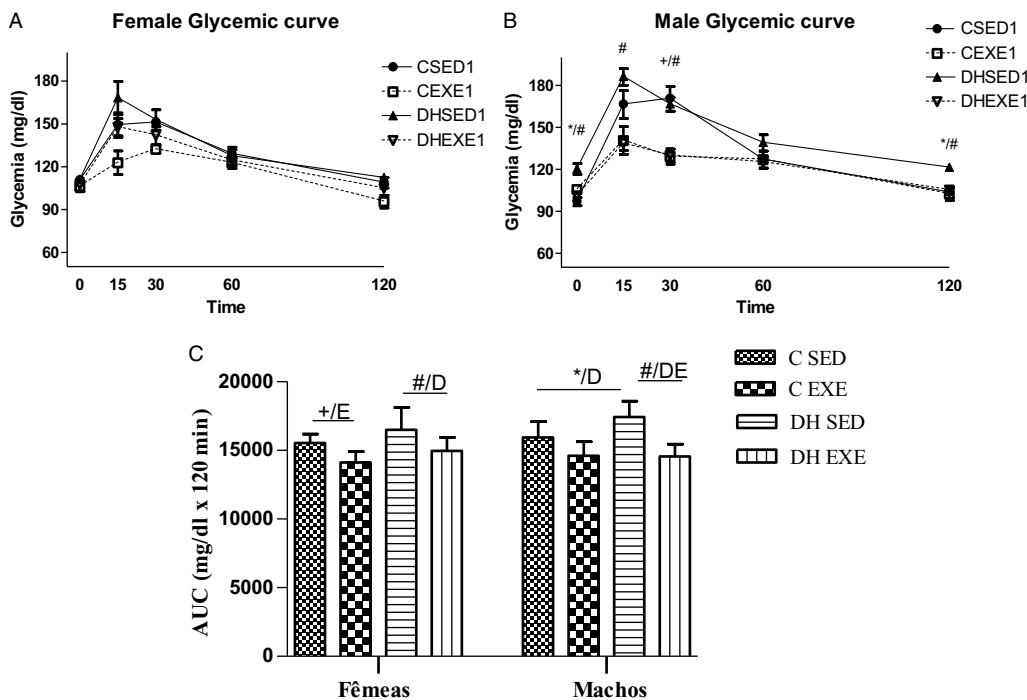 A
Female Glycemic curve
Glycemia (mg/dl)
180
150
120
90
60
0 15 30 60 120
Time
CSED1
CEXE1
DHSED1
DHEXE1
B
Male Glycemic curve
Glycemia (mg/dl)
180
150
120
90
60
*/#
#
+/#
*/#
0 15 30 60 120
Time
CSED1
CEXE1
DHSED1
DHEXE1
C
AUC (mg/dl x 120 min)
20000
15000
10000
5000
0
+/E
#/D
*/D
#/DE
Fêmeas Machos
C SED
C EXE
DH SED
DH EXE